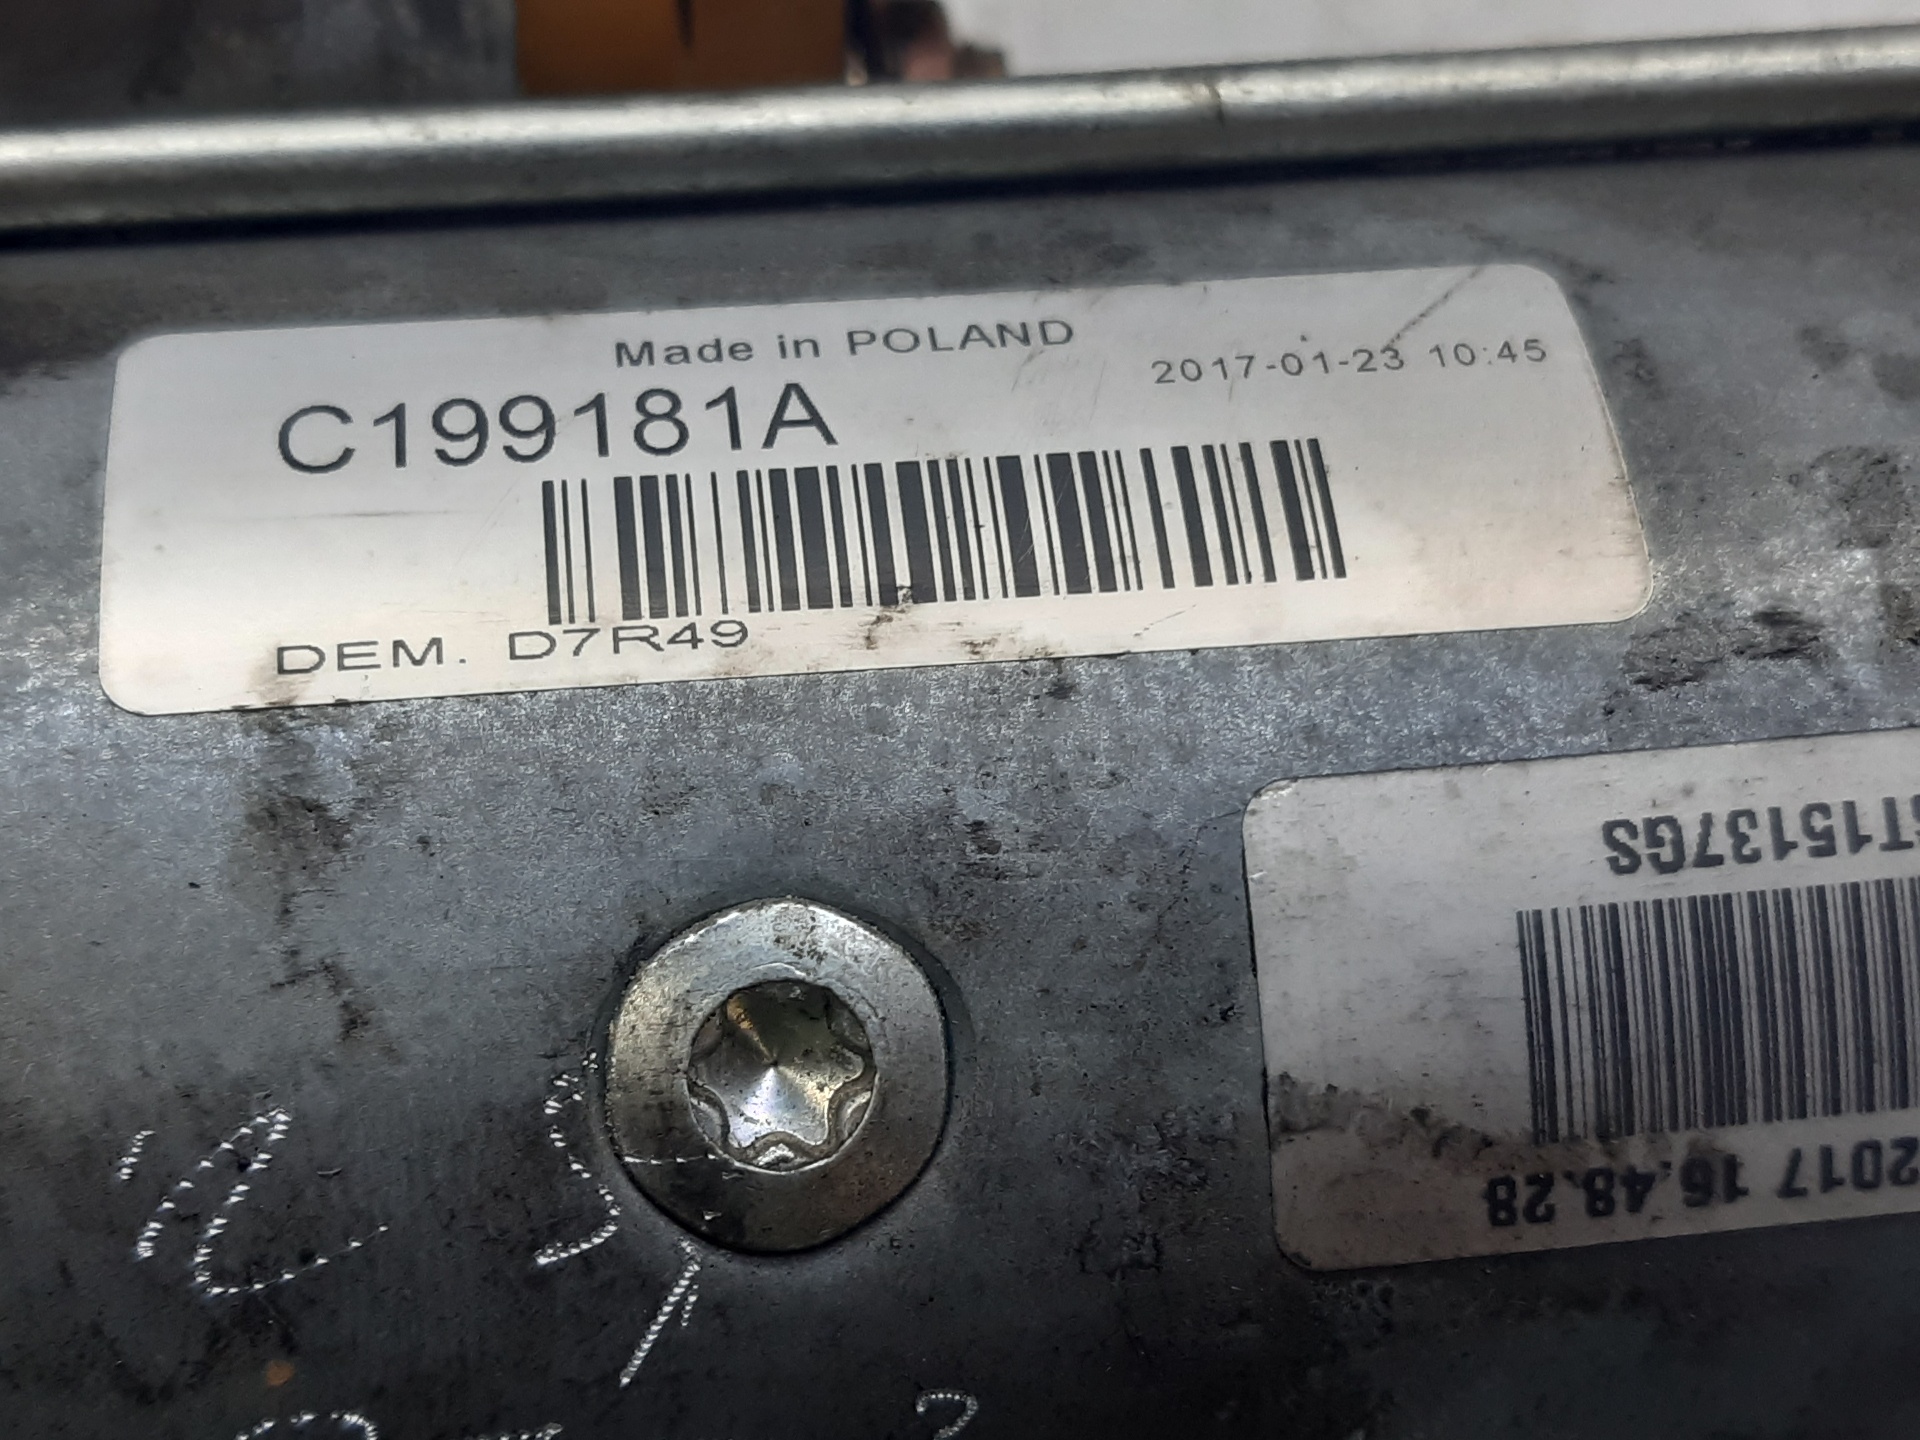 Made in POLAND
2017-01-23 10:45
C199181A
DEM. D7R49
T15137GS
2017 16.48.28